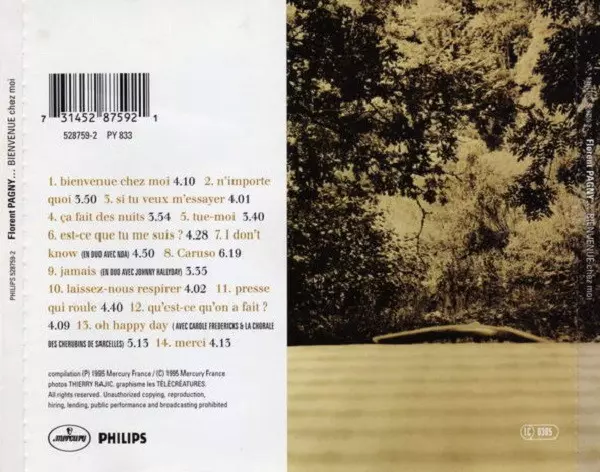 PHILIPS 528759-2 Florent PAGNY... BIENVENUE chez moi
7 31452 87592 1
528759-2 PY 833
1. bienvenue chez moi 4.10 2. n'importe
quoi 3.50 3. si tu veux m'essayer 4.01
4. ça fait des nuits 3.54 5. tue-moi 3.40
6. est-ce que tu me suis ? 4.28 7. I don't
know (EN DUO AVEC NDA) 4.50 8. Caruso 6.19
9. jamais (EN DUO AVEC JOHNNY HALLYDAY) 3.35
10. laissez-nous respirer 4.02 11. presse
qui roule 4.40 12. qu'est-ce qu'on a fait ?
4.09 13. oh happy day ( AVEC CAROLE FREDERICKS & LA CHORALE
DES CHERUBINS DE SARCELLES) 5.13 14. merci 4.13
compilation (P) 1995 Mercury France / (C) 1995 Mercury France
photos THIERRY RAJIC, graphisme les TÉLÉCRÉATURES.
All rights reserved. Unauthorized copying, reproduction,
hiring, lending, public performance and broadcasting prohibited
mercury PHILIPS
Florent PAGNY... BIENVENUE chez moi